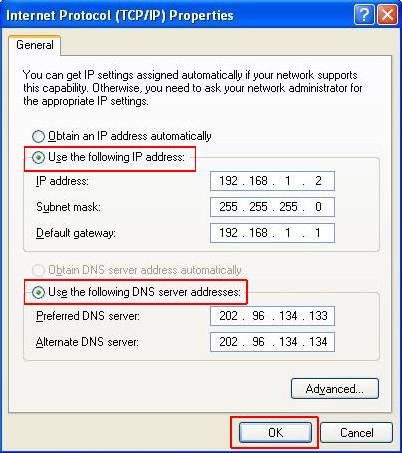 Internet Protocol (TCP/IP) Properties
General
You can get IP settings assigned automatically if your network supports
this capability. Otherwise, you need to ask your network administrator for
the appropriate IP settings.
Obtain an IP address automatically
Use the following IP address:
IP address: 192 . 168 . 1 . 2
Subnet mask: 255 . 255 . 255 . 0
Default gateway: 192 . 168 . 1 . 1
Obtain DNS server address automatically
Use the following DNS server addresses:
Preferred DNS server: 202 . 96 . 134 . 133
Alternate DNS server: 202 . 96 . 134 . 134
Advanced...
OK Cancel